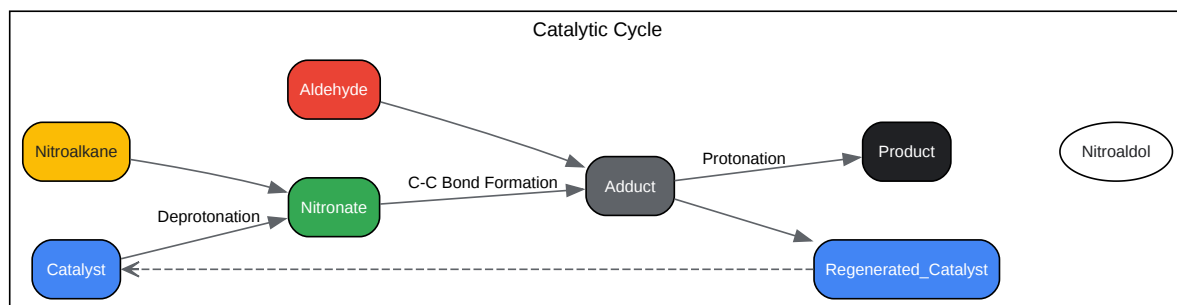 Catalytic Cycle
Aldehyde
Nitroalkane
Protonation
Product
Nitroaldol
C-C Bond Formation
Adduct
Nitronate
Deprotonation
Catalyst
Regenerated_Catalyst